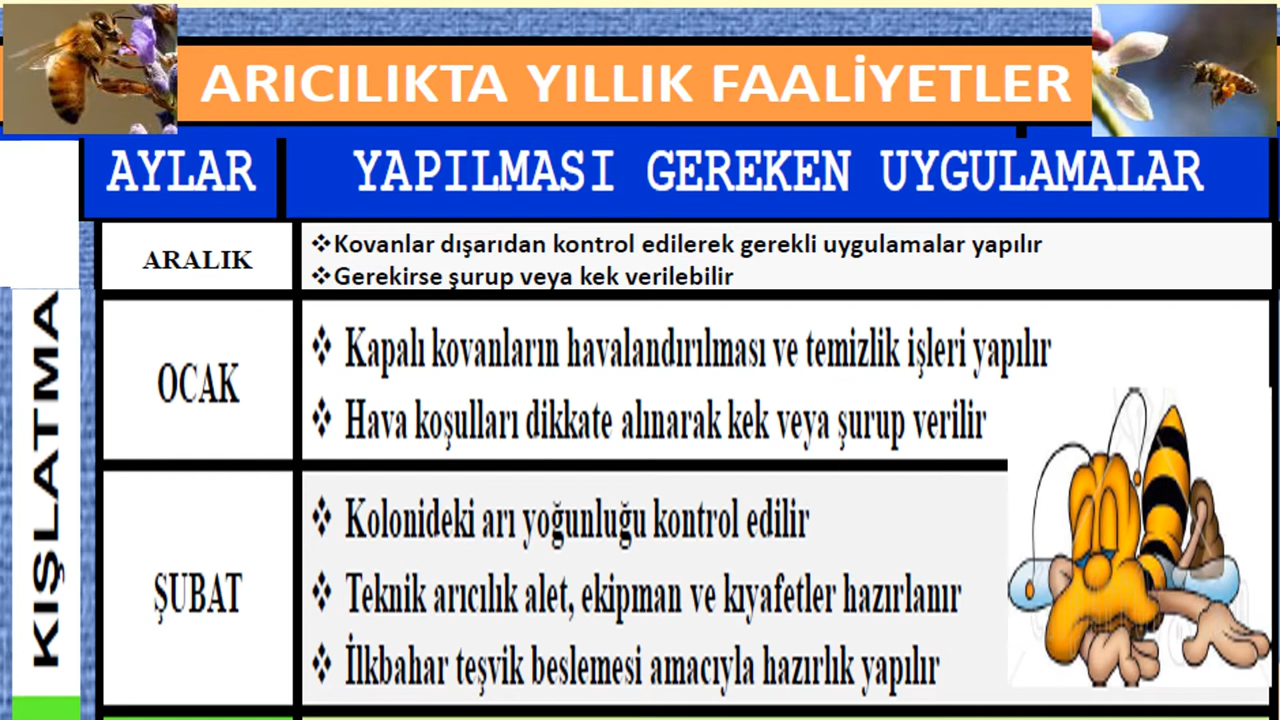 ARICILIKTA YILLIK FAALİYETLER
AYLAR
YAPILMASI GEREKEN UYGULAMALAR
ARALIK
❖Kovanlar dışarıdan kontrol edilerek gerekli uygulamalar yapılır
❖Gerekirse şurup veya kek verilebilir
KIŞLATMA
OCAK
❖ Kapalı kovanların havalandırılması ve temizlik işleri yapılır
❖ Hava koşulları dikkate alınarak kek veya şurup verilir
ŞUBAT
❖ Kolonideki arı yoğunluğu kontrol edilir
❖ Teknik arıcılık alet, ekipman ve kıyafetler hazırlanır
❖ İlkbahar teşvik beslemesi amacıyla hazırlık yapılır